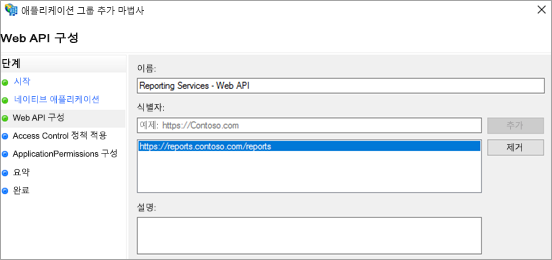 애플리케이션 그룹 추가 마법사
Web API 구성
단계
시작
네이티브 애플리케이션
Web API 구성
Access Control 정책 적용
ApplicationPermissions 구성
요약
완료
이름:
Reporting Services - Web API
식별자:
예제: https://Contoso.com
추가
https://reports.contoso.com/reports
제거
설명: